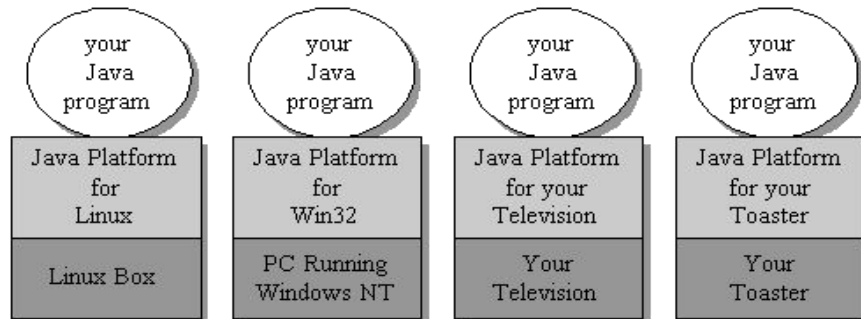 your
Java
program
Java Platform
for
Linux
Linux Box
your
Java
program
Java Platform
for
Win32
PC Running
Windows NT
your
Java
program
Java Platform
for your
Television
Your
Television
your
Java
program
Java Platform
for your
Toaster
Your
Toaster